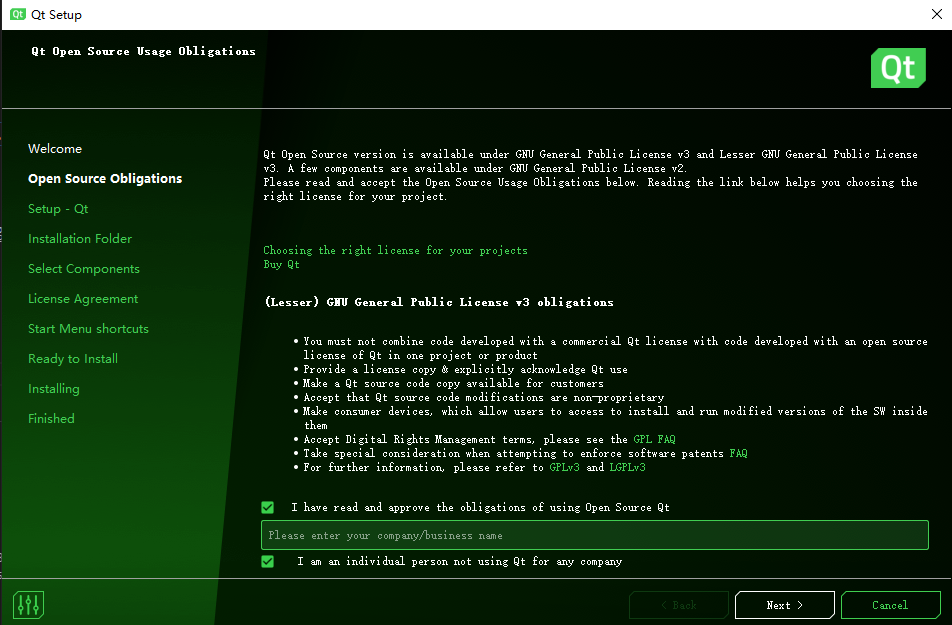 Qt Qt Setup
Qt Open Source Usage Obligations
Qt
Welcome
Open Source Obligations
Setup - Qt
Installation Folder
Select Components
License Agreement
Start Menu shortcuts
Ready to Install
Installing
Finished
Qt Open Source version is available under GNU General Public License v3 and Lesser GNU General Public License
v3. A few components are available under GNU General Public License v2.
Please read and accept the Open Source Usage Obligations below. Reading the link below helps you choosing the
right license for your project.
Choosing the right license for your projects
Buy Qt
(Lesser) GNU General Public License v3 obligations
• You must not combine code developed with a commercial Qt license with code developed with an open source
license of Qt in one project or product
• Provide a license copy & explicitly acknowledge Qt use
• Make a Qt source code copy available for customers
• Accept that Qt source code modifications are non-proprietary
• Make consumer devices, which allow users to access to install and run modified versions of the SW inside
them
• Accept Digital Rights Management terms, please see the GPL FAQ
• Take special consideration when attempting to enforce software patents FAQ
• For further information, please refer to GPLv3 and LGPLv3
I have read and approve the obligations of using Open Source Qt
Please enter your company/business name
I am an individual person not using Qt for any company
< Back
Next >
Cancel